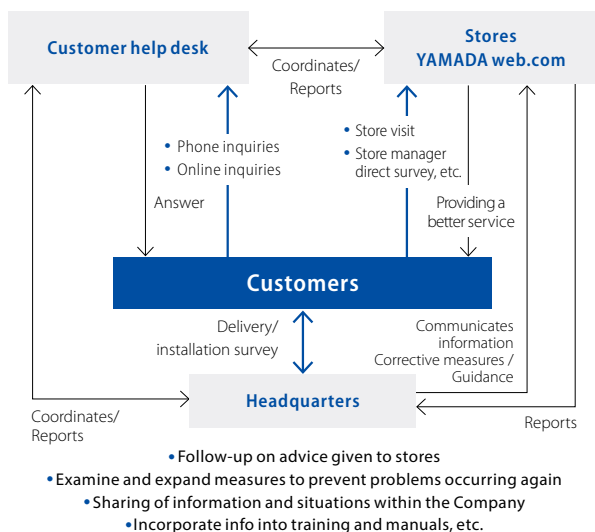 Customer help desk
Stores
YAMADA web.com
Coordinates/
Reports
• Phone inquiries
• Online inquiries
• Store visit
• Store manager
direct survey, etc.
Answer
Providing a
better service
Customers
Delivery/
installation survey
Communicates
information
Corrective measures /
Guidance
Headquarters
Coordinates/
Reports
Reports
• Follow-up on advice given to stores
• Examine and expand measures to prevent problems occurring again
• Sharing of information and situations within the Company
• Incorporate info into training and manuals, etc.